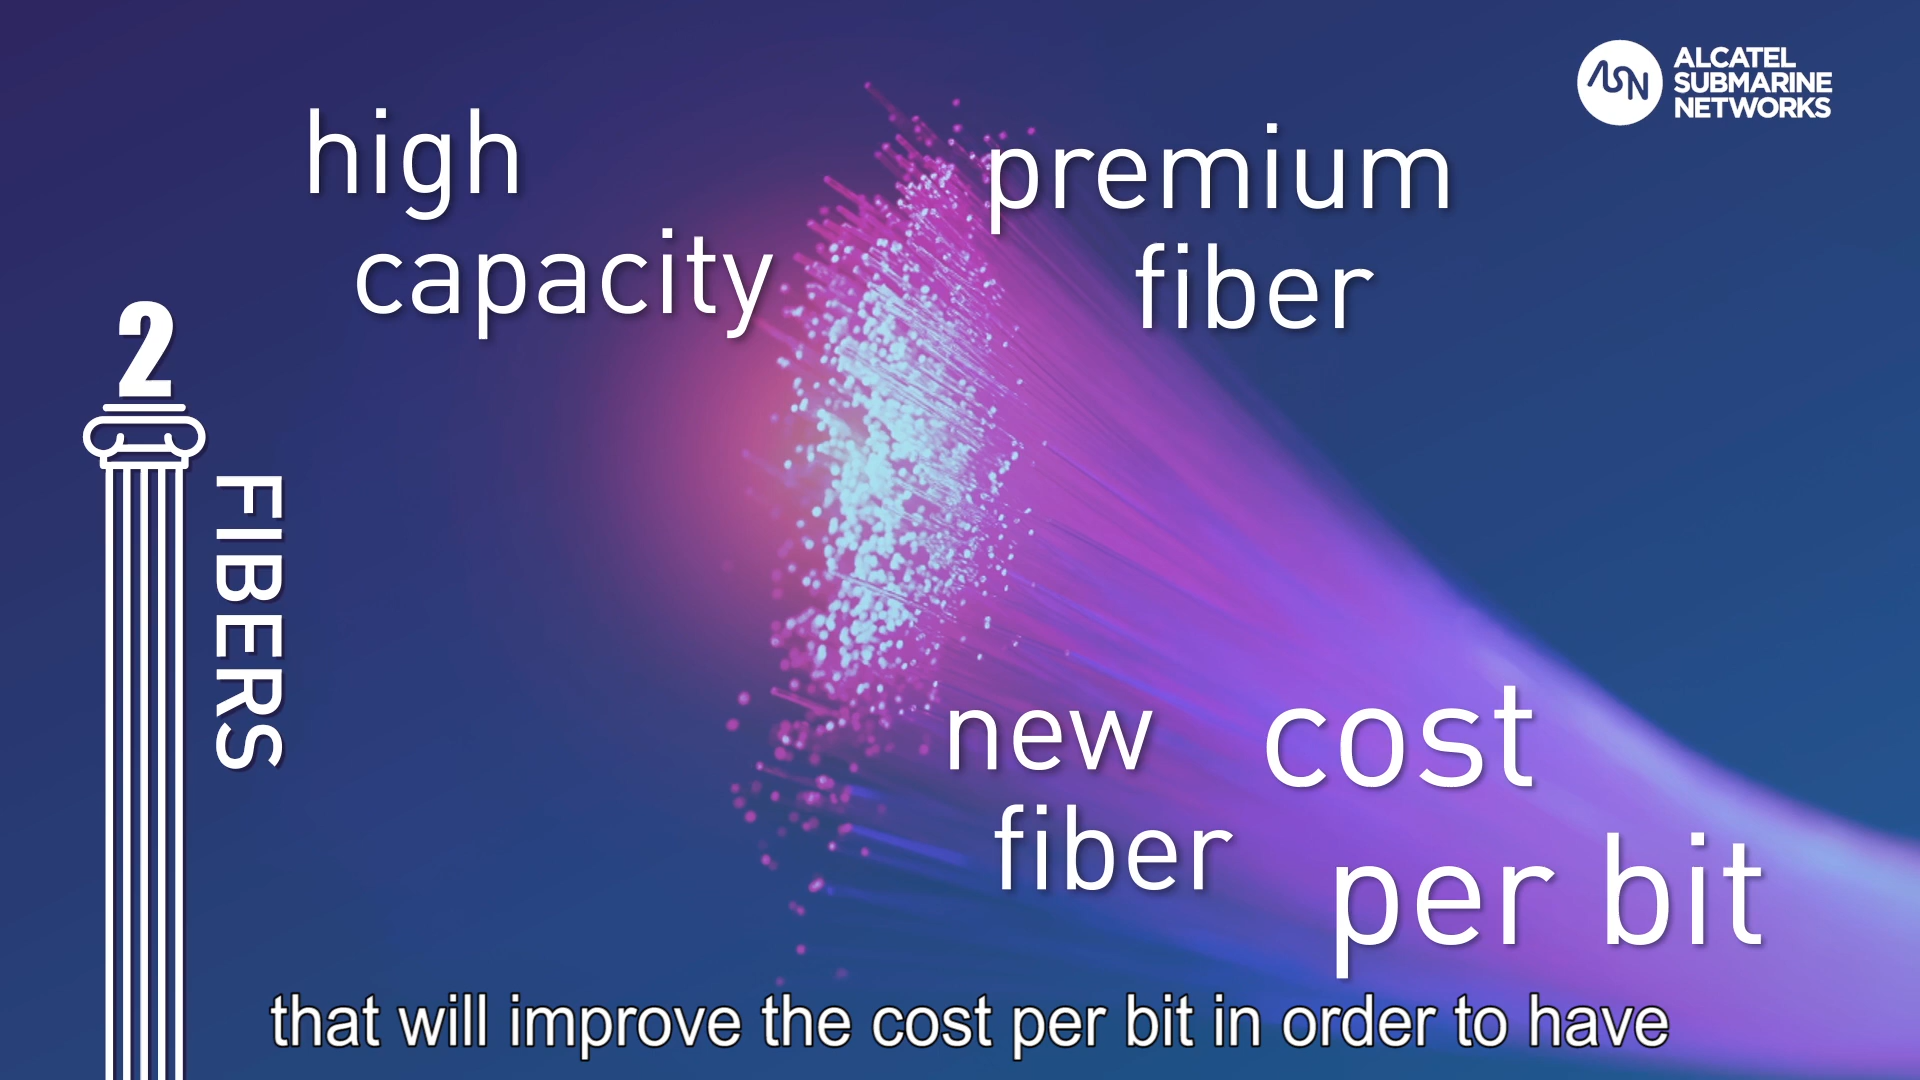 ASN
ALCATEL
SUBMARINE
NETWORKS
high
capacity
premium
fiber
2
FIBERS
new
fiber
cost
per bit
that will improve the cost per bit in order to have